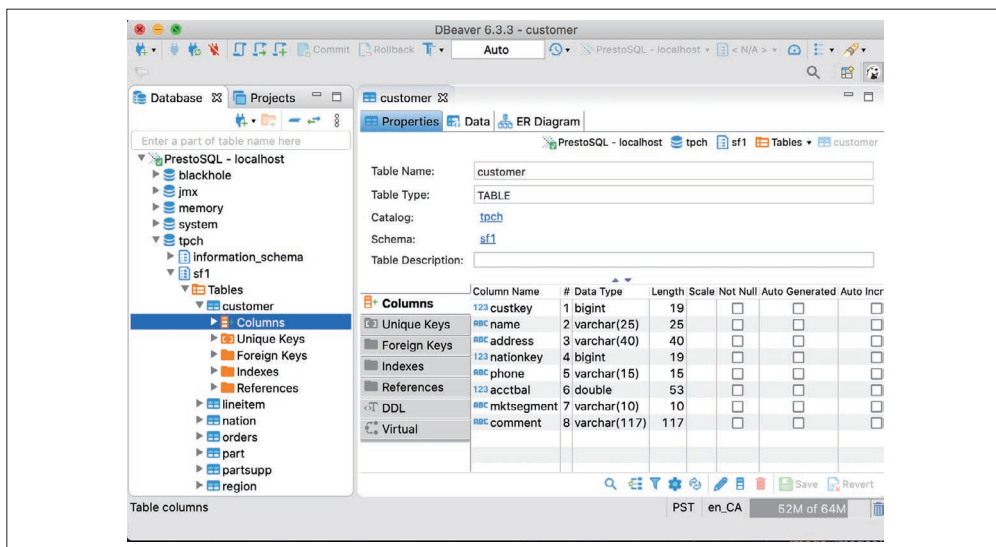 DBeaver 6.3.3 - customer
Commit Rollback T Auto PrestoSQL - localhost < N/A >
Database Projects
customer
Properties Data ER Diagram
Enter a part of table name here
PrestoSQL - localhost tpch sf1 Tables customer
PrestoSQL - localhost
blackhole
jmx
memory
system
tpch
information_schema
sf1
Tables
customer
Columns
Unique Keys
Foreign Keys
Indexes
References
lineitem
nation
orders
part
partsupp
region
Table Name: customer
Table Type: TABLE
Catalog: tpch
Schema: sf1
Table Description:
Columns
Unique Keys
Foreign Keys
Indexes
References
DDL
Virtual
Column Name # Data Type Length Scale Not Null Auto Generated Auto Incr
123 custkey 1 bigint 19
ABC name 2 varchar(25) 25
ABC address 3 varchar(40) 40
123 nationkey 4 bigint 19
ABC phone 5 varchar(15) 15
123 acctbal 6 double 53
ABC mktsegment 7 varchar(10) 10
ABC comment 8 varchar(117) 117
Save Revert
Table columns
PST en_CA 52M of 64M